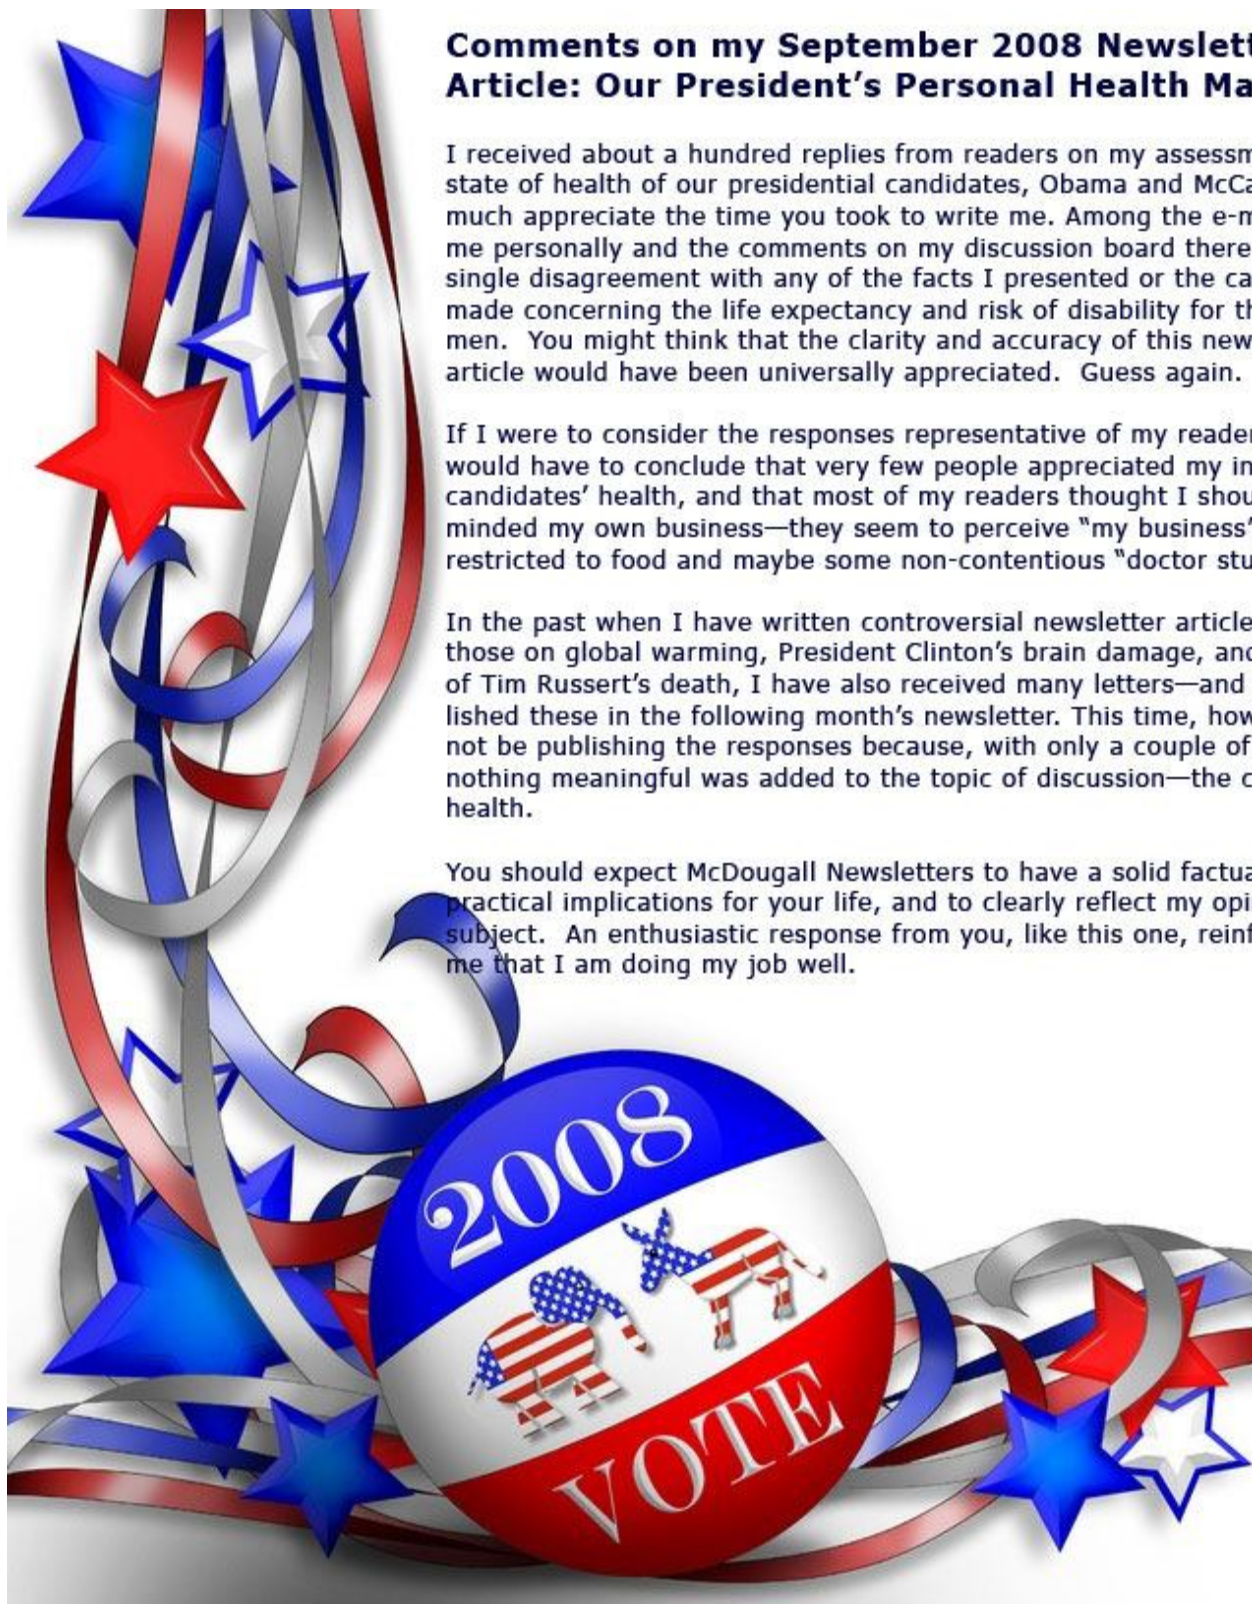 Comments on my September 2008 Newslett
Article: Our President’s Personal Health Ma
I received about a hundred replies from readers on my assessm
state of health of our presidential candidates, Obama and McCa
much appreciate the time you took to write me. Among the e-m
me personally and the comments on my discussion board there
single disagreement with any of the facts I presented or the ca
made concerning the life expectancy and risk of disability for th
men.  You might think that the clarity and accuracy of this new
article would have been universally appreciated.  Guess again.
If I were to consider the responses representative of my reader
would have to conclude that very few people appreciated my in
candidates’ health, and that most of my readers thought I shou
minded my own business—they seem to perceive “my business”
restricted to food and maybe some non-contentious “doctor stu
In the past when I have written controversial newsletter article
those on global warming, President Clinton’s brain damage, and
of Tim Russert’s death, I have also received many letters—and
lished these in the following month’s newsletter. This time, how
not be publishing the responses because, with only a couple of
nothing meaningful was added to the topic of discussion—the c
health.
You should expect McDougall Newsletters to have a solid factua
practical implications for your life, and to clearly reflect my opi
subject.  An enthusiastic response from you, like this one, reinf
me that I am doing my job well.
2008
VOTE